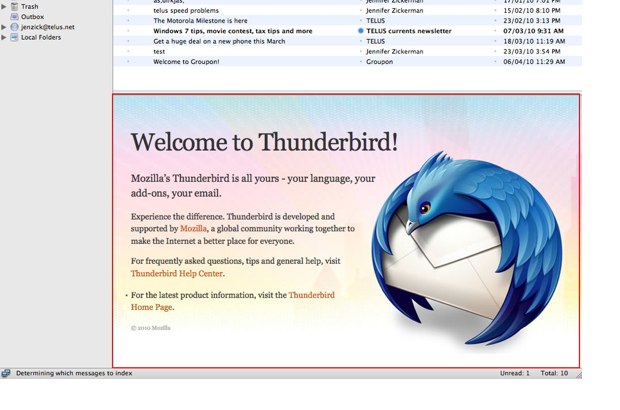 Trash
Outbox
jenzick@telus.net
Local Folders
telus speed problems Jennifer Zickerman 15/02/10 8:10 PM
The Motorola Milestone is here TELUS 23/02/10 3:13 PM
Windows 7 tips, movie contest, tax tips and more TELUS currents newsletter 07/03/10 9:31 AM
Get a huge deal on a new phone this March TELUS 18/03/10 11:19 AM
test Jennifer Zickerman 23/03/10 3:54 PM
Welcome to Groupon! Groupon 06/04/10 11:29 AM
Welcome to Thunderbird!
Mozilla's Thunderbird is all yours - your language, your
add-ons, your email.
Experience the difference. Thunderbird is developed and
supported by Mozilla, a global community working together to
make the Internet a better place for everyone.
For frequently asked questions, tips and general help, visit
Thunderbird Help Center.
For the latest product information, visit the Thunderbird
Home Page.
© 2010 Mozilla
Determining which messages to index Unread: 1 Total: 10